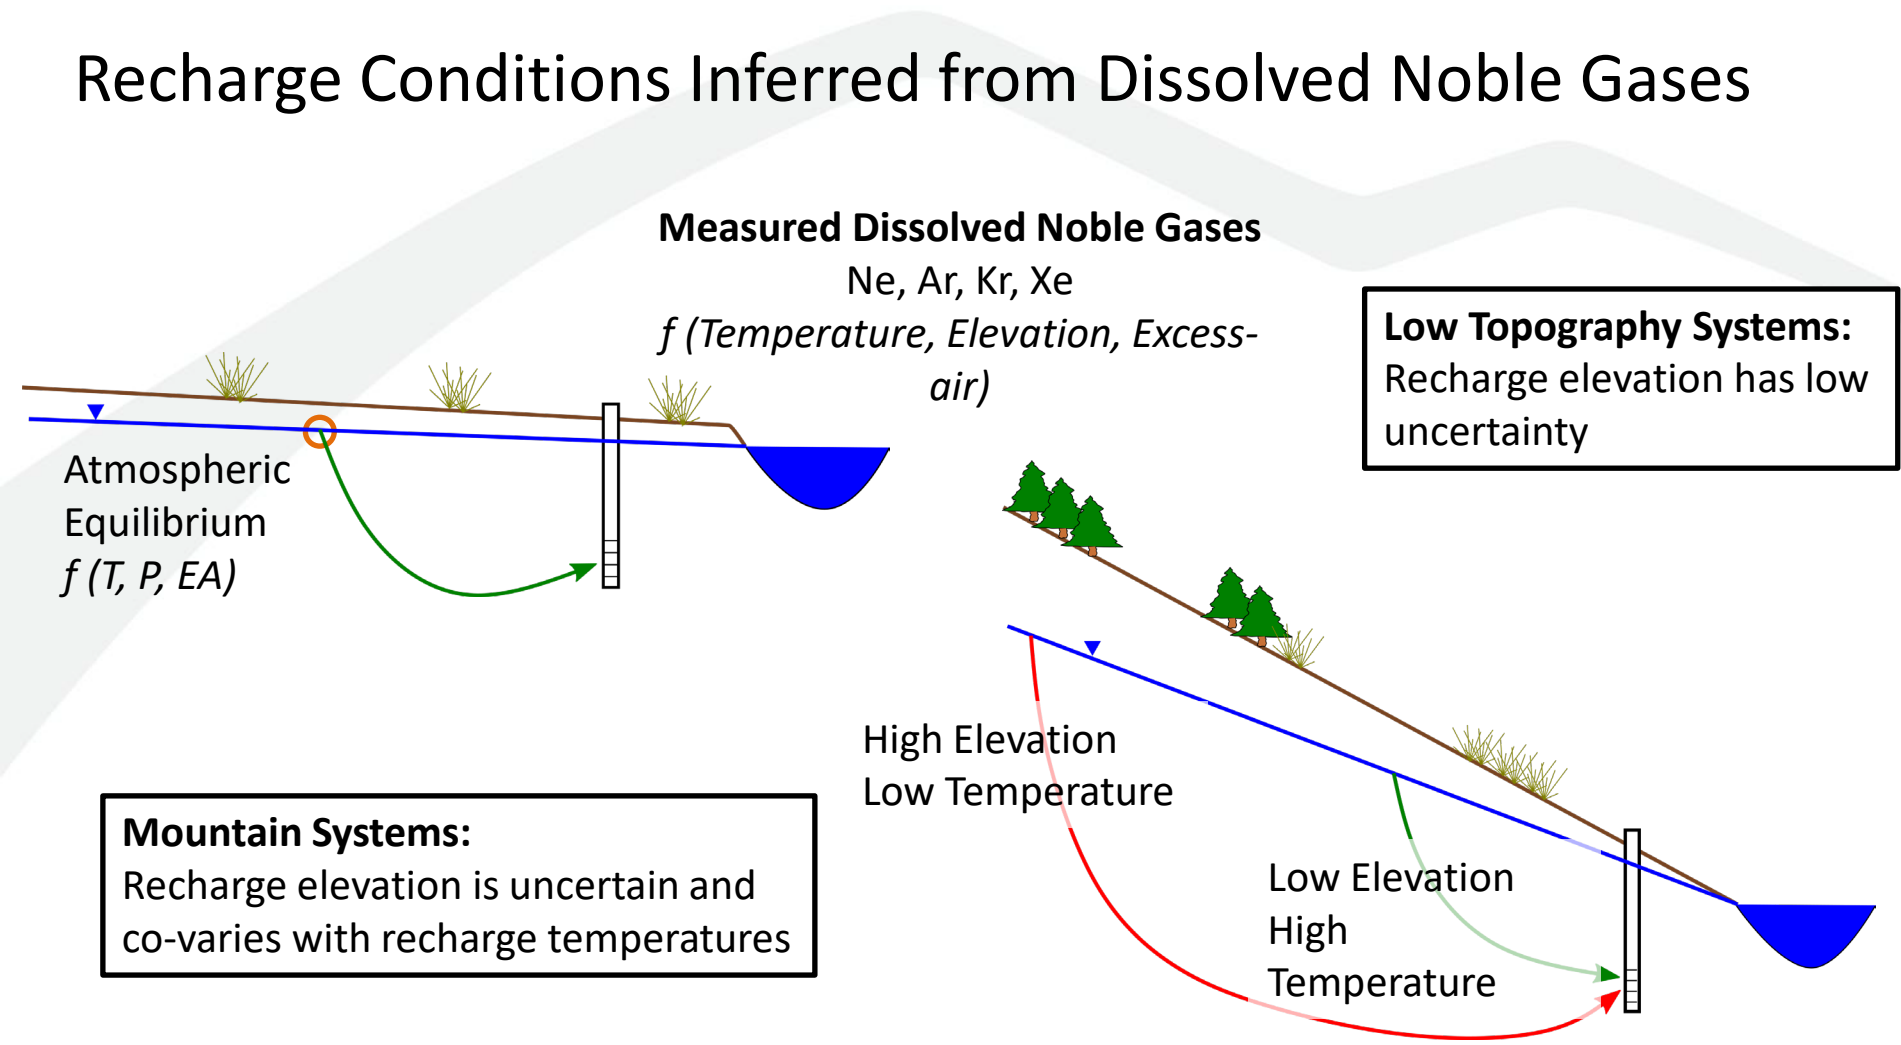 Recharge Conditions Inferred from Dissolved Noble Gases
Measured Dissolved Noble Gases
Ne, Ar, Kr, Xe
f (Temperature, Elevation, Excess-
air)
Low Topography Systems:
Recharge elevation has low
uncertainty
Atmospheric
Equilibrium
f (T, P, EA)
High Elevation
Low Temperature
Low Elevation
High
Temperature
Mountain Systems:
Recharge elevation is uncertain and
co-varies with recharge temperatures